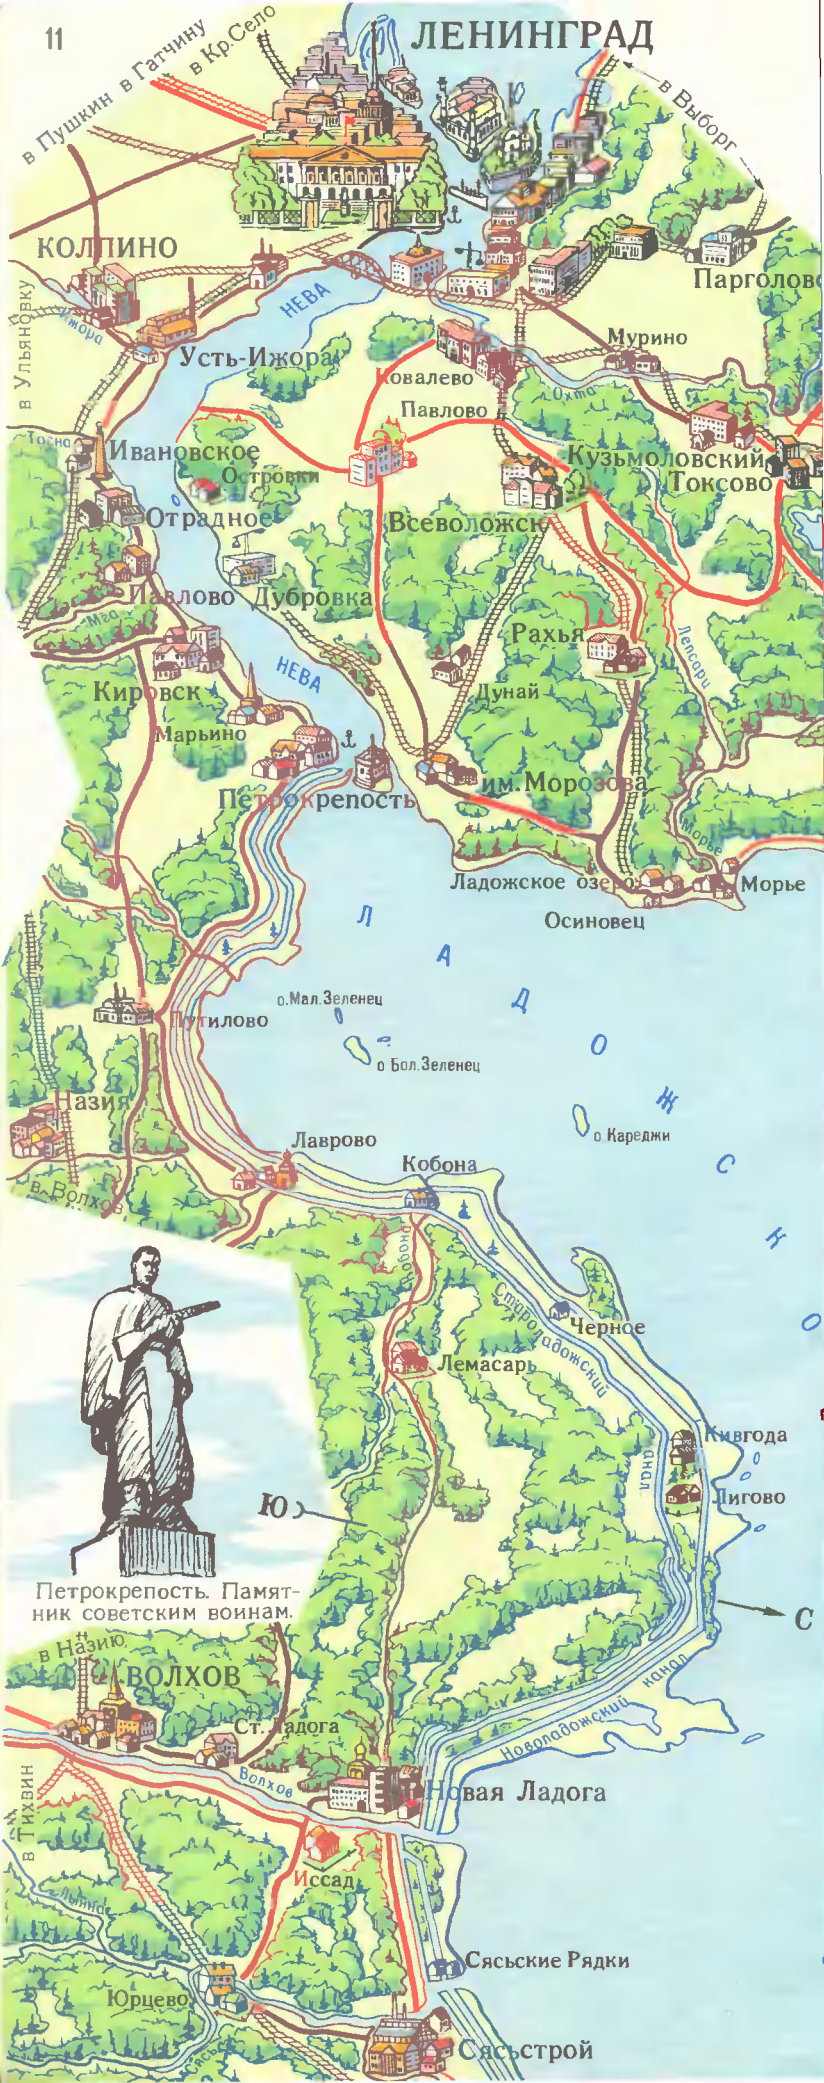 11
ЛЕНИНГРАД
в Пушкин в Гатчину
в Кр.Село
в Выборг
КОЛПИНО
Парголово
в Ульяновку
Ижора
НЕВА
Усть-Ижора
Мурино
Ковалево
Охта
Павлово
Тосна
Ивановское
Островки
Кузьмоловский
Токсово
Отрадное
Всеволожск
Павлово
Дубровка
Мга
Рахья
Лепсари
НЕВА
Кировск
Дунай
Марьино
Петрокрепость
им.Морозова
Морье
Ладожское озеро
Морье
Осиновец
Л А Д О Ж С К О
о.Мал.Зеленец
Путилово
о Бол.Зеленец
Назия
о Кареджи
Лаврово
Кобона
в Волхов
Староладожский
канал
Черное
Лемасарь
Кивгода
Лигово
Ю
Петрокрепость. Памят-
ник советским воинам.
С
в Назию
ВОЛХОВ
Ст. Ладога
Новоладожский канал
Волхов
Новая Ладога
в Тихвин
Иссад
Лынна
Сясьские Рядки
Юрцево
Сясь
Сясьстрой